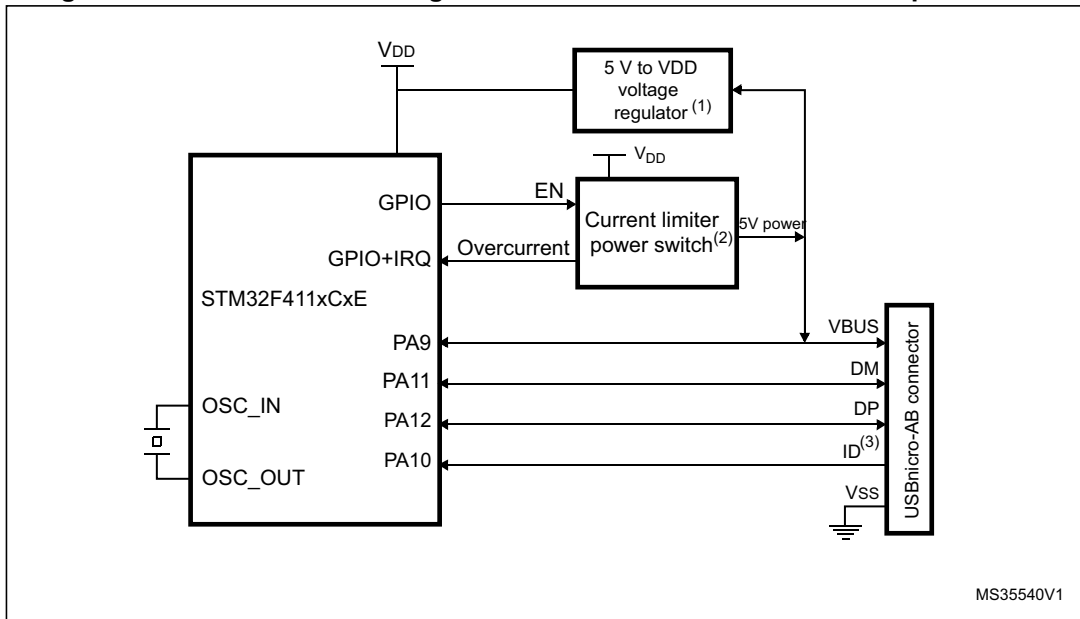 VDD
5 V to VDD
voltage
regulator (1)
VDD
GPIO
EN
Current limiter
power switch(2)
5V power
GPIO+IRQ
Overcurrent
STM32F411xCxE
PA9
VBUS
PA11
DM
OSC_IN
PA12
DP
PA10
ID(3)
OSC_OUT
VSS
USBnicro-AB connector
MS35540V1